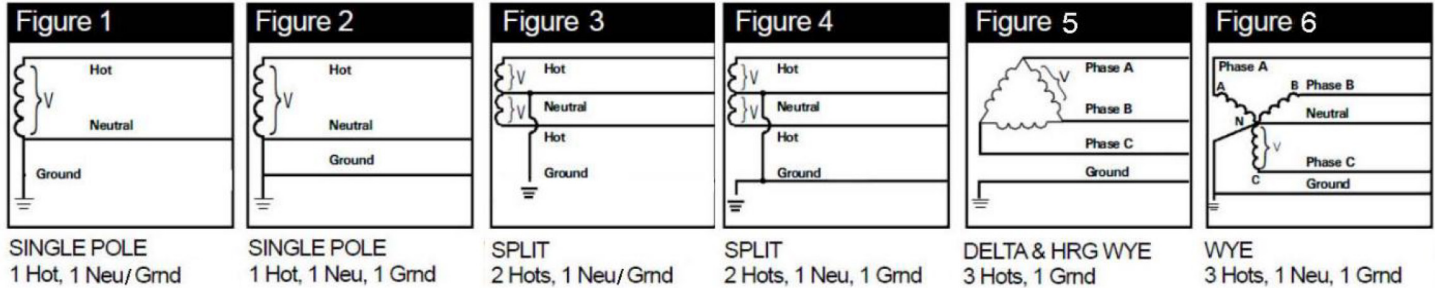 Figure 1
Hot
V
Neutral
Ground
SINGLE POLE
1 Hot, 1 Neu/ Grnd
Figure 2
Hot
V
Neutral
Ground
SINGLE POLE
1 Hot, 1 Neu, 1 Grnd
Figure 3
V
Hot
V
Neutral
Hot
Ground
SPLIT
2 Hots, 1 Neu/ Grnd
Figure 4
V
Hot
V
Neutral
Hot
Ground
SPLIT
2 Hots, 1 Neu, 1 Grnd
Figure 5
V
Phase A
Phase B
Phase C
Ground
DELTA & HRG WYE
3 Hots, 1 Grnd
Figure 6
Phase A
A
B Phase B
N
Neutral
V
Phase C
C
Ground
WYE
3 Hots, 1 Neu, 1 Grnd